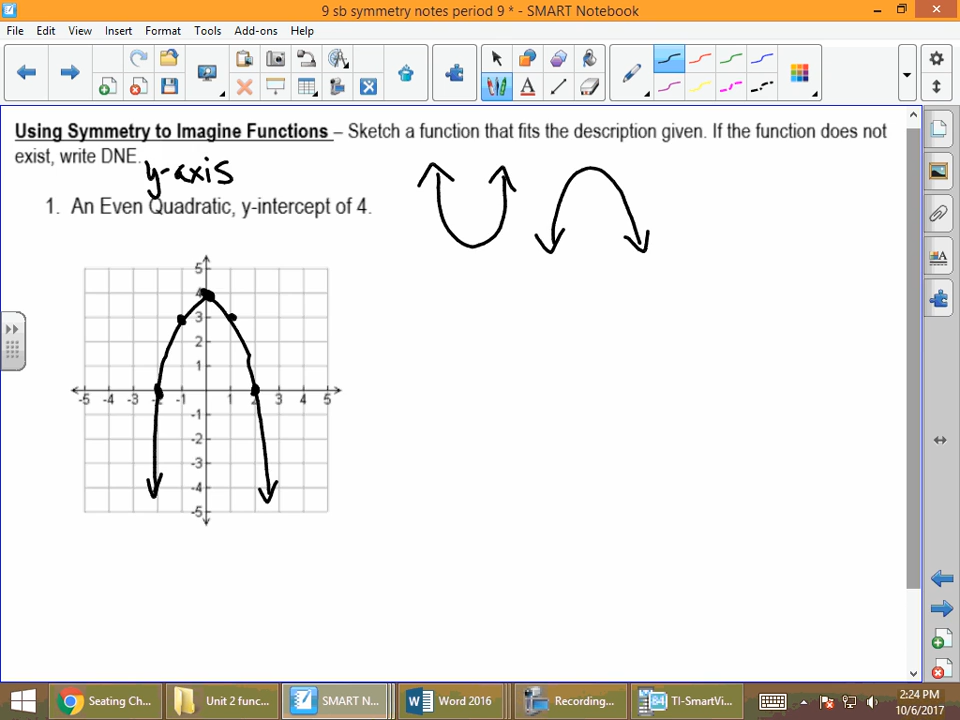 9 sb symmetry notes period 9 * - SMART Notebook
File Edit View Insert Format Tools Add-ons Help
Using Symmetry to Imagine Functions – Sketch a function that fits the description given. If the function does not
exist, write DNE.
y-axis
1. An Even Quadratic, y-intercept of 4.
5
4
3
2
1
-5 -4 -3 -1 1 2 3 4 5
-1
-2
-3
-4
-5
Seating Ch... Unit 2 func... SMART N... Word 2016 Recording... TI-SmartVi...
2:24 PM
10/6/2017